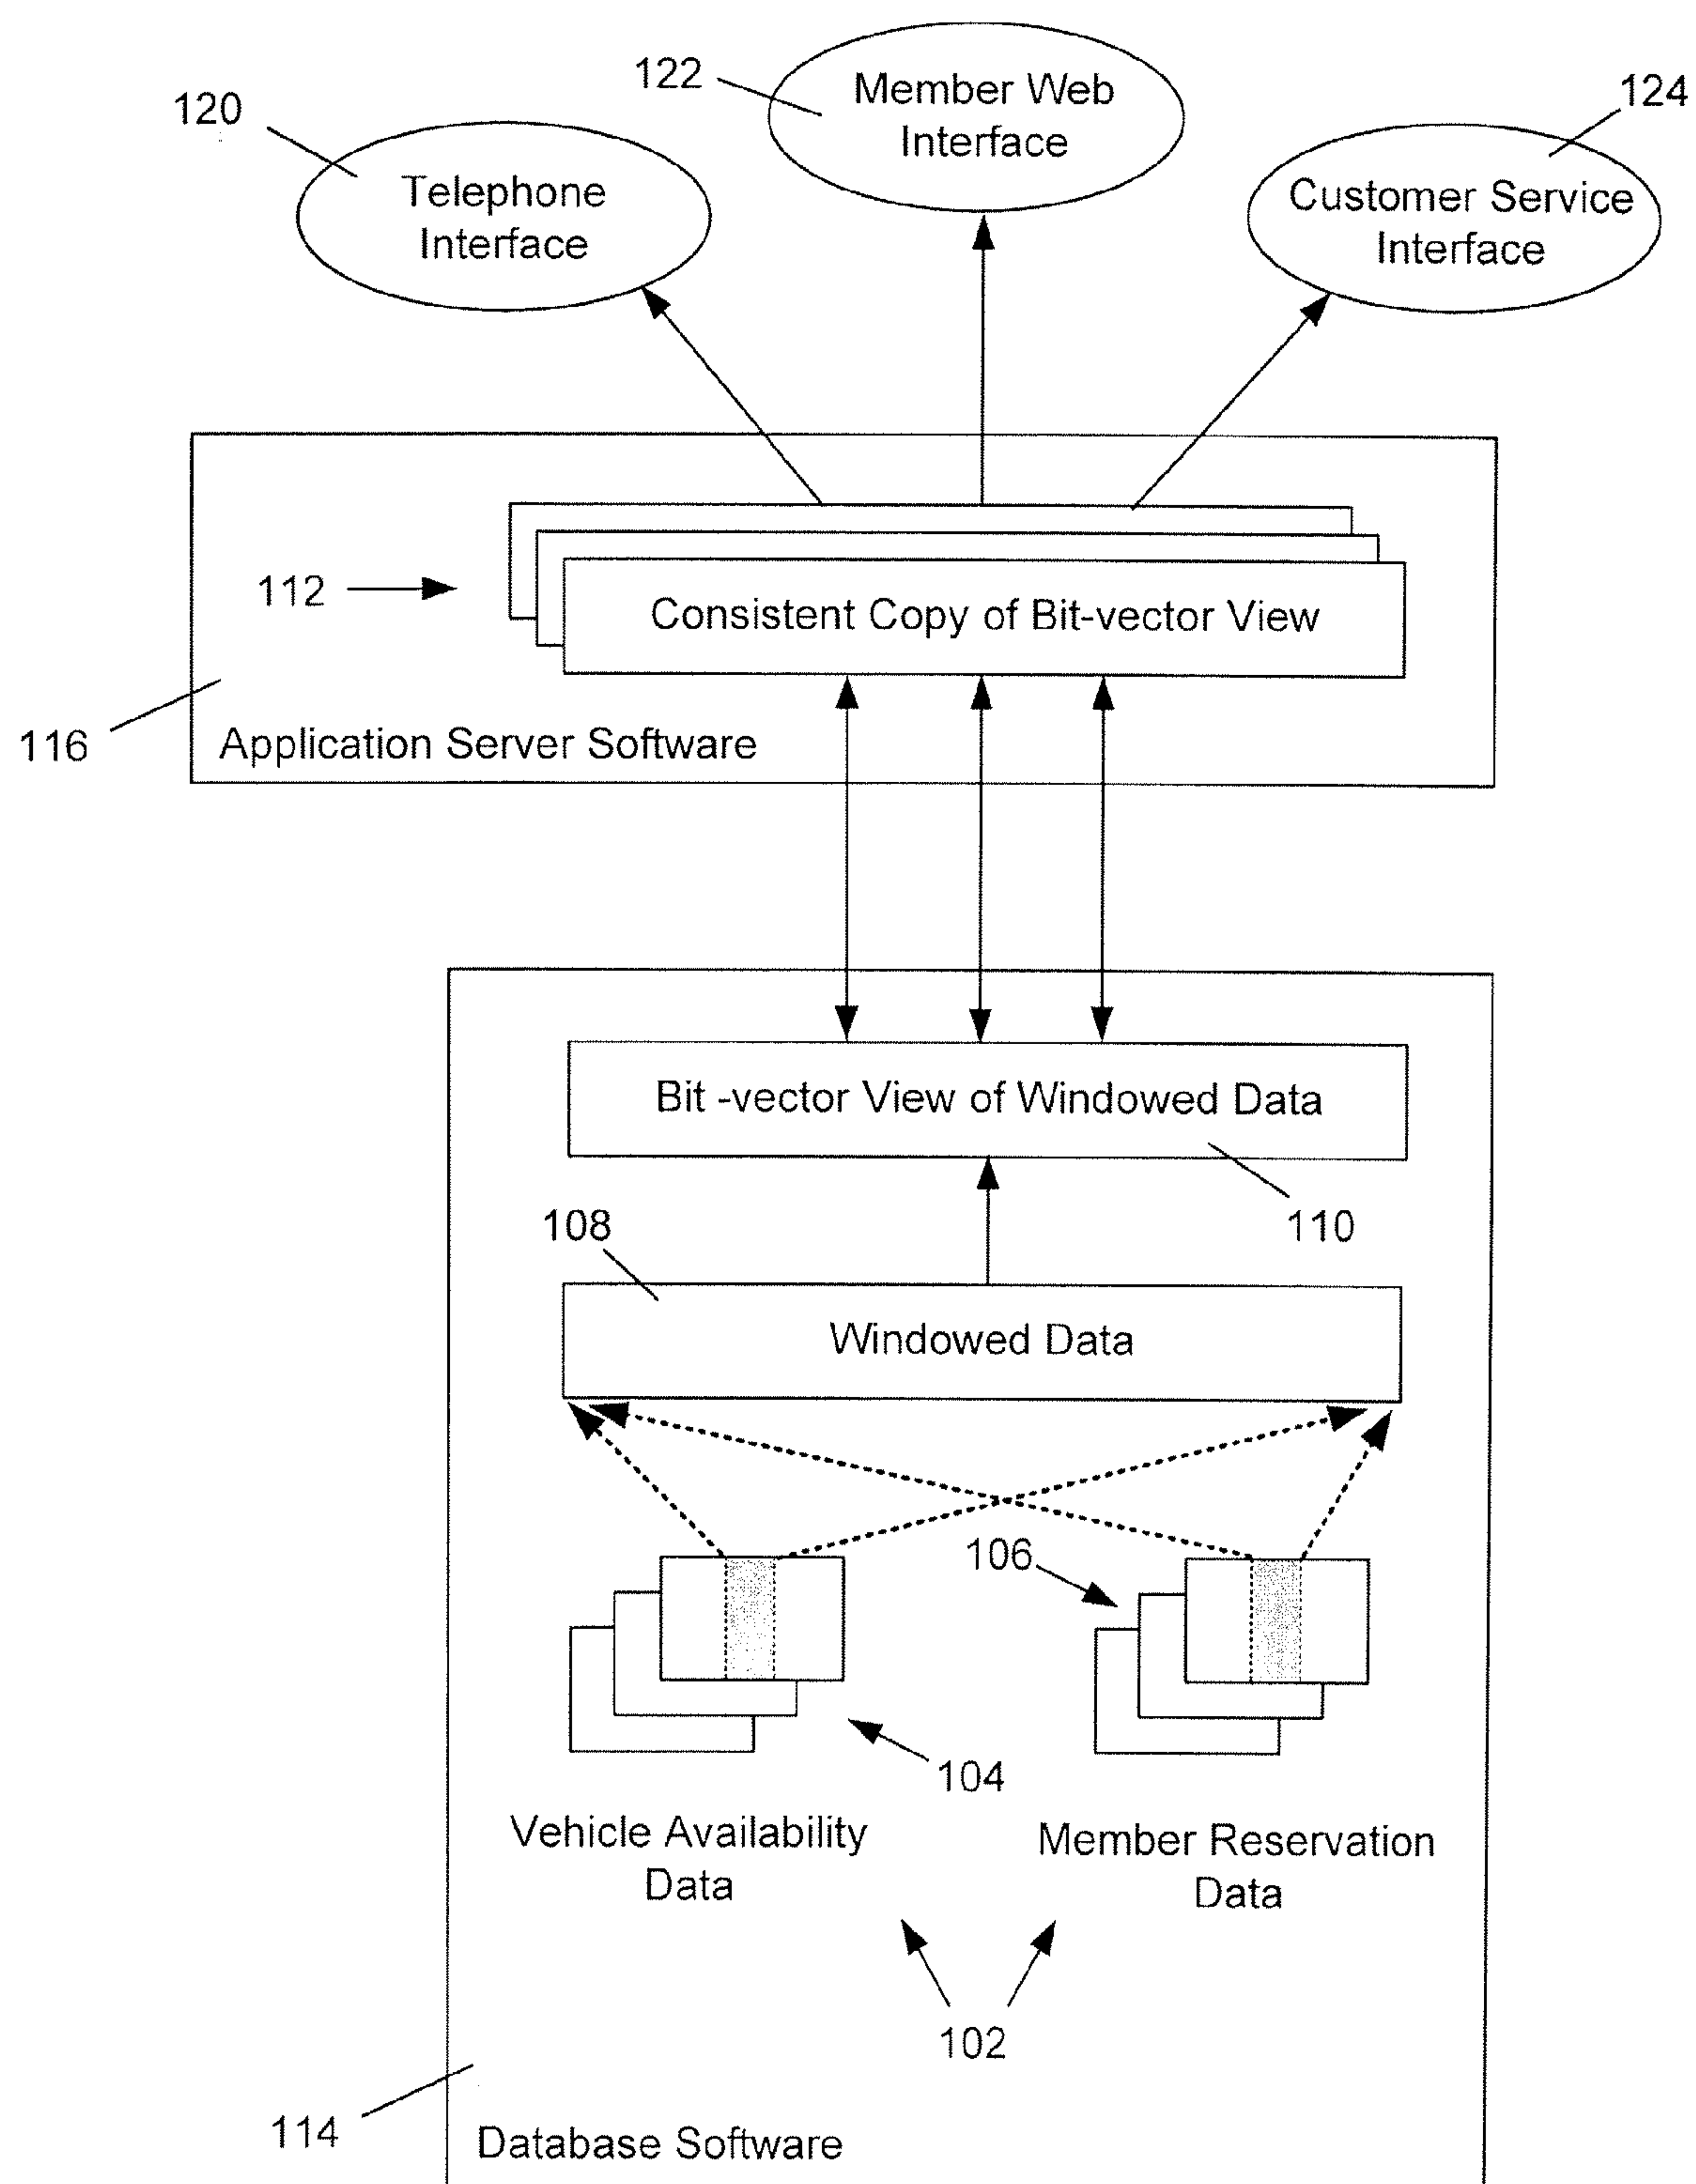 122
Member Web
Interface
124
120
Telephone
Interface
Customer Service
Interface
112
Consistent Copy of Bit-vector View
116
Application Server Software
Bit -vector View of Windowed Data
110
108
Windowed Data
106
104
Vehicle Availability
Data
Member Reservation
Data
102
114
Database Software